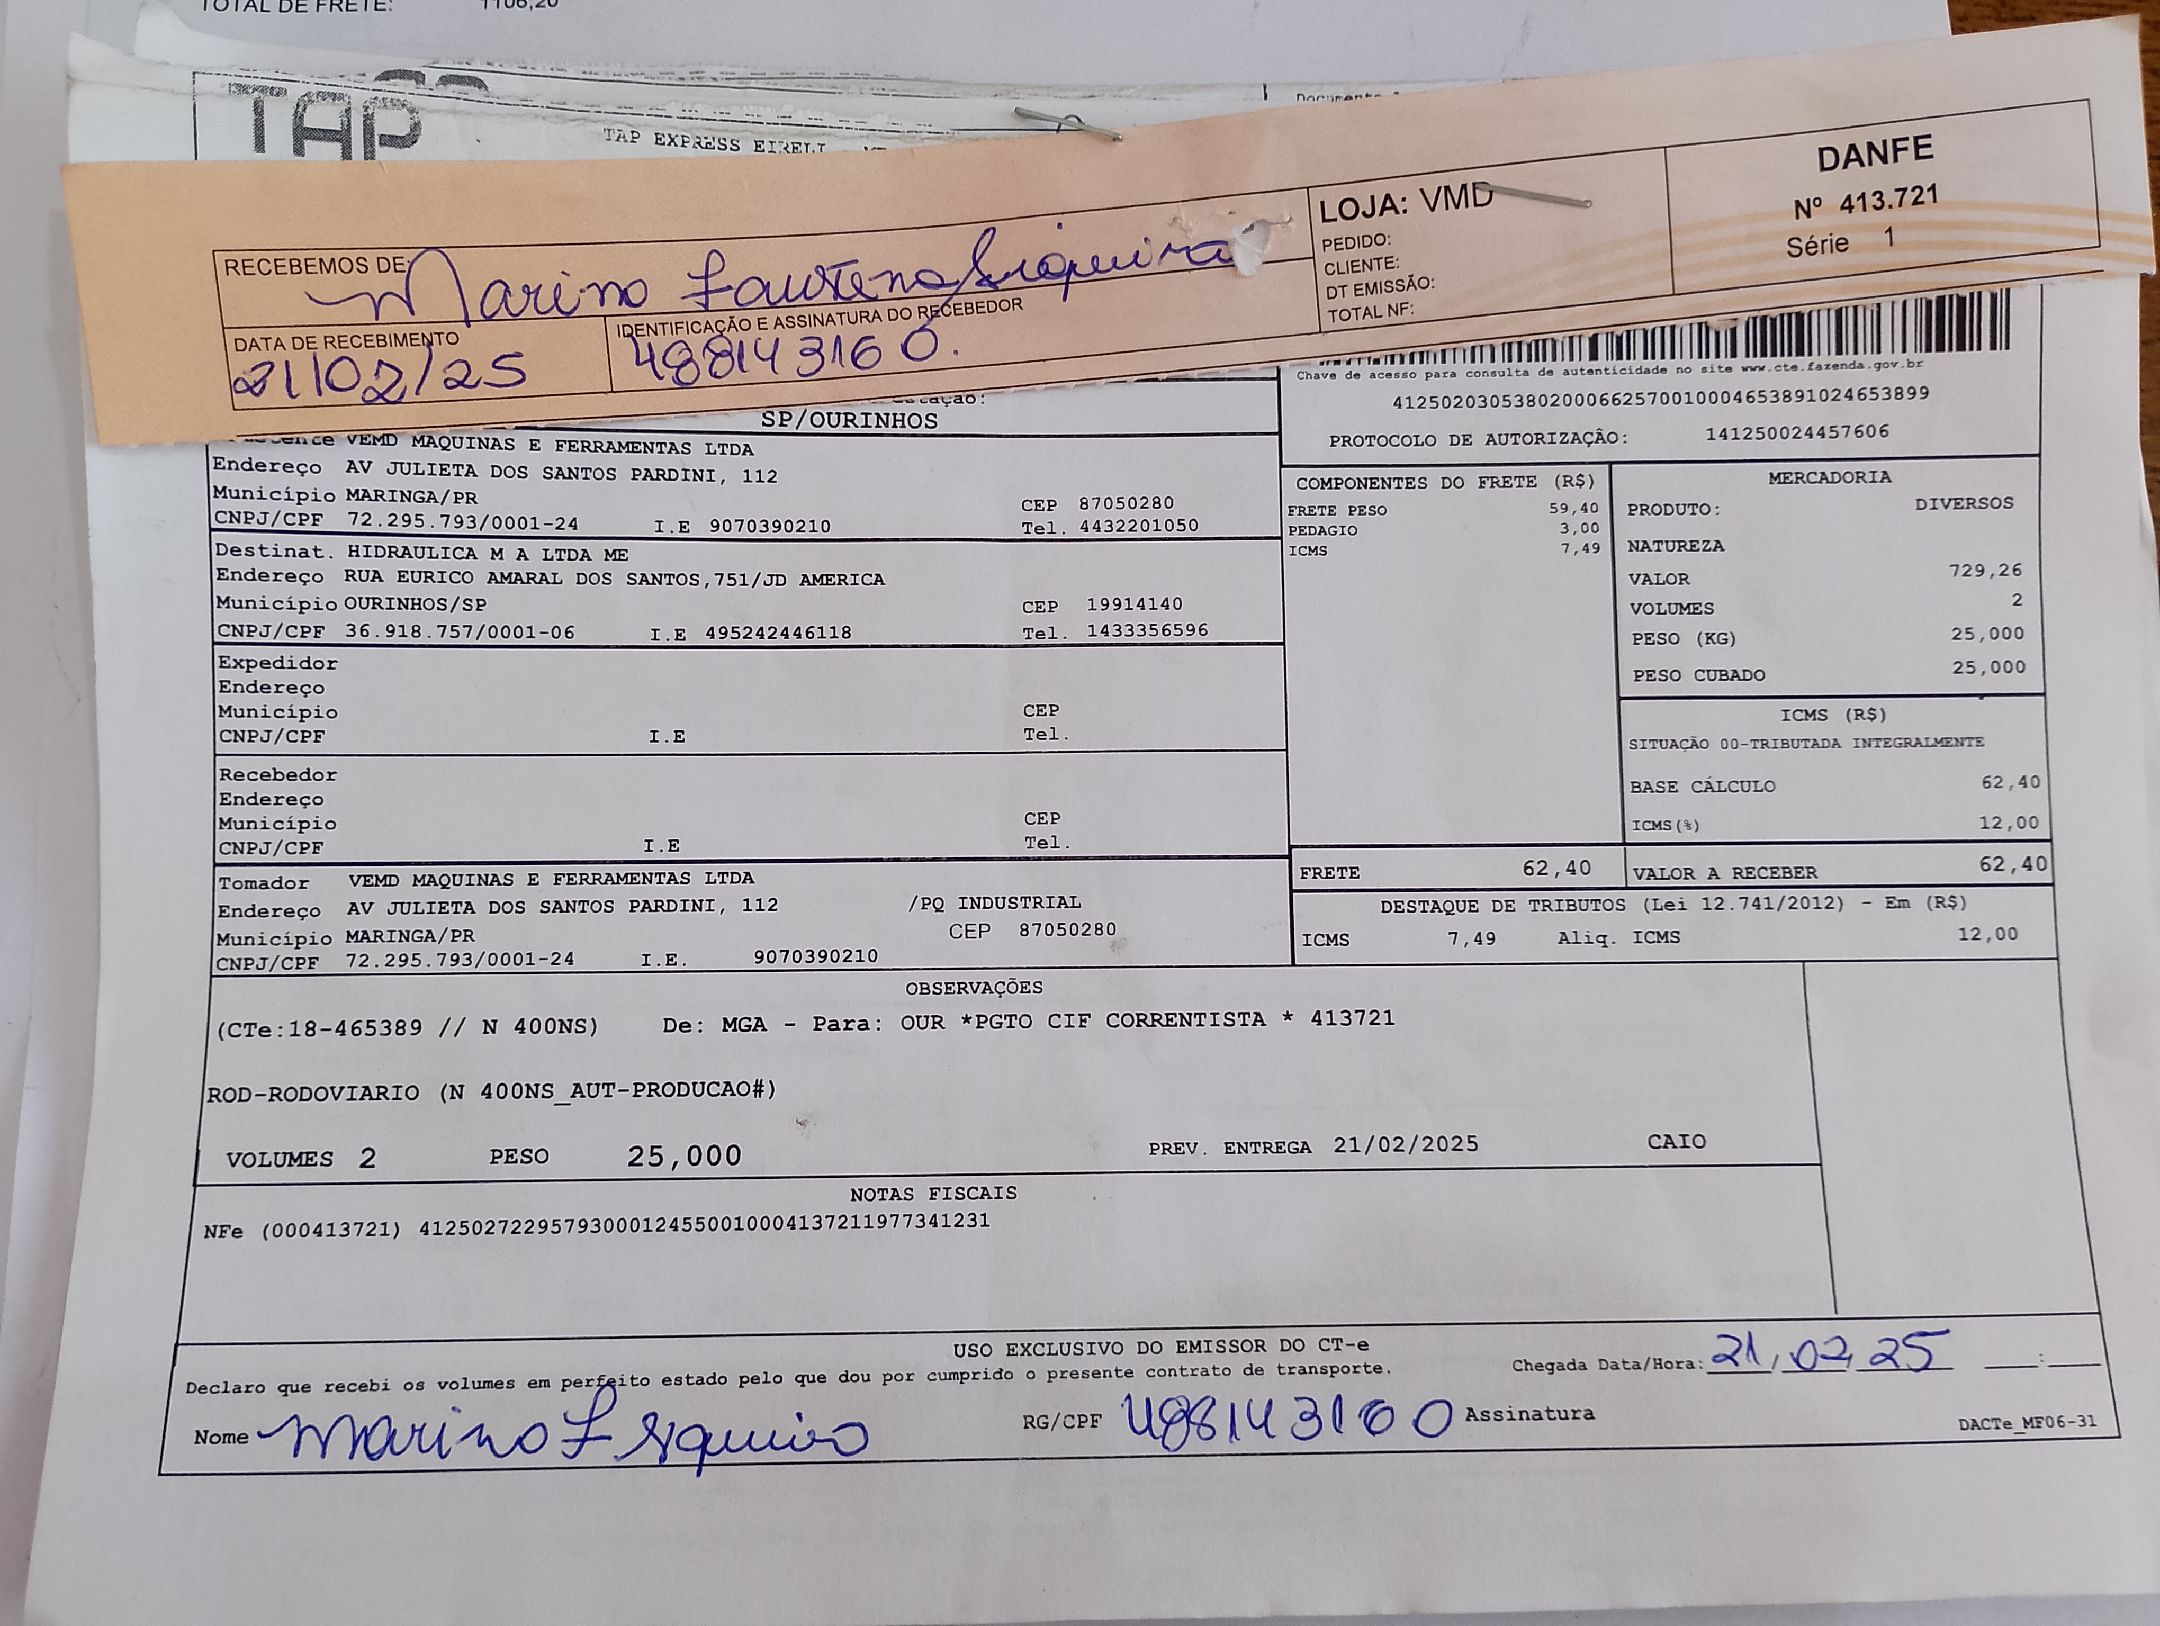 TOTAL DE FRETE: 1106,20
TAP
TAP EXPRESS EIRELI
RECEBEMOS DE: Marino Fausteno Siqueira
DATA DE RECEBIMENTO
21/02/25
IDENTIFICAÇÃO E ASSINATURA DO RECEBEDOR
488143160.
LOJA: VMD
PEDIDO:
CLIENTE:
DT EMISSÃO:
TOTAL NF:
DANFE
Nº 413.721
Série 1
SP/OURINHOS
Chave de acesso para consulta de autenticidade no site www.cte.fazenda.gov.br
41250203053802000662570010004653891024653899
PROTOCOLO DE AUTORIZAÇÃO: 141250024457606
VEMD MAQUINAS E FERRAMENTAS LTDA
Endereço AV JULIETA DOS SANTOS PARDINI, 112
Município MARINGA/PR CEP 87050280
CNPJ/CPF 72.295.793/0001-24 I.E 9070390210 Tel. 4432201050
Destinat. HIDRAULICA M A LTDA ME
Endereço RUA EURICO AMARAL DOS SANTOS,751/JD AMERICA
Município OURINHOS/SP CEP 19914140
CNPJ/CPF 36.918.757/0001-06 I.E 495242446118 Tel. 1433356596
Expedidor
Endereço
Município CEP
CNPJ/CPF I.E Tel.
Recebedor
Endereço
Município CEP
CNPJ/CPF I.E Tel.
Tomador VEMD MAQUINAS E FERRAMENTAS LTDA
Endereço AV JULIETA DOS SANTOS PARDINI, 112 /PQ INDUSTRIAL
Município MARINGA/PR CEP 87050280
CNPJ/CPF 72.295.793/0001-24 I.E. 9070390210
COMPONENTES DO FRETE (R$)
FRETE PESO 59,40
PEDAGIO 3,00
ICMS 7,49
MERCADORIA
PRODUTO: DIVERSOS
NATUREZA
VALOR 729,26
VOLUMES 2
PESO (KG) 25,000
PESO CUBADO 25,000
ICMS (R$)
SITUAÇÃO 00-TRIBUTADA INTEGRALMENTE
BASE CÁLCULO 62,40
ICMS(%) 12,00
FRETE 62,40
VALOR A RECEBER 62,40
DESTAQUE DE TRIBUTOS (Lei 12.741/2012) - Em (R$)
ICMS 7,49 Aliq. ICMS 12,00
OBSERVAÇÕES
(CTe:18-465389 // N 400NS) De: MGA - Para: OUR *PGTO CIF CORRENTISTA * 413721
ROD-RODOVIARIO (N 400NS_AUT-PRODUCAO#)
VOLUMES 2 PESO 25,000 PREV. ENTREGA 21/02/2025 CAIO
NOTAS FISCAIS
NFe (000413721) 41250272295793000124550010004137211977341231
USO EXCLUSIVO DO EMISSOR DO CT-e
Declaro que recebi os volumes em perfeito estado pelo que dou por cumprido o presente contrato de transporte.
Chegada Data/Hora: 21/02/25 ___:___
Nome Marino F Siqueira RG/CPF 488143160 Assinatura
DACTe_MF06-31